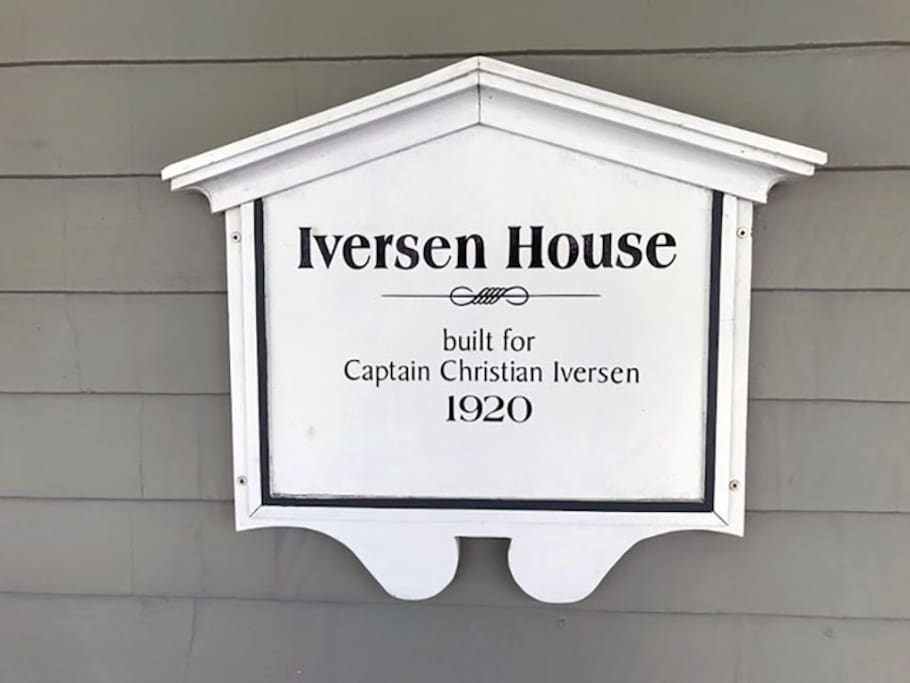 Iversen House
built for
Captain Christian Iversen
1920